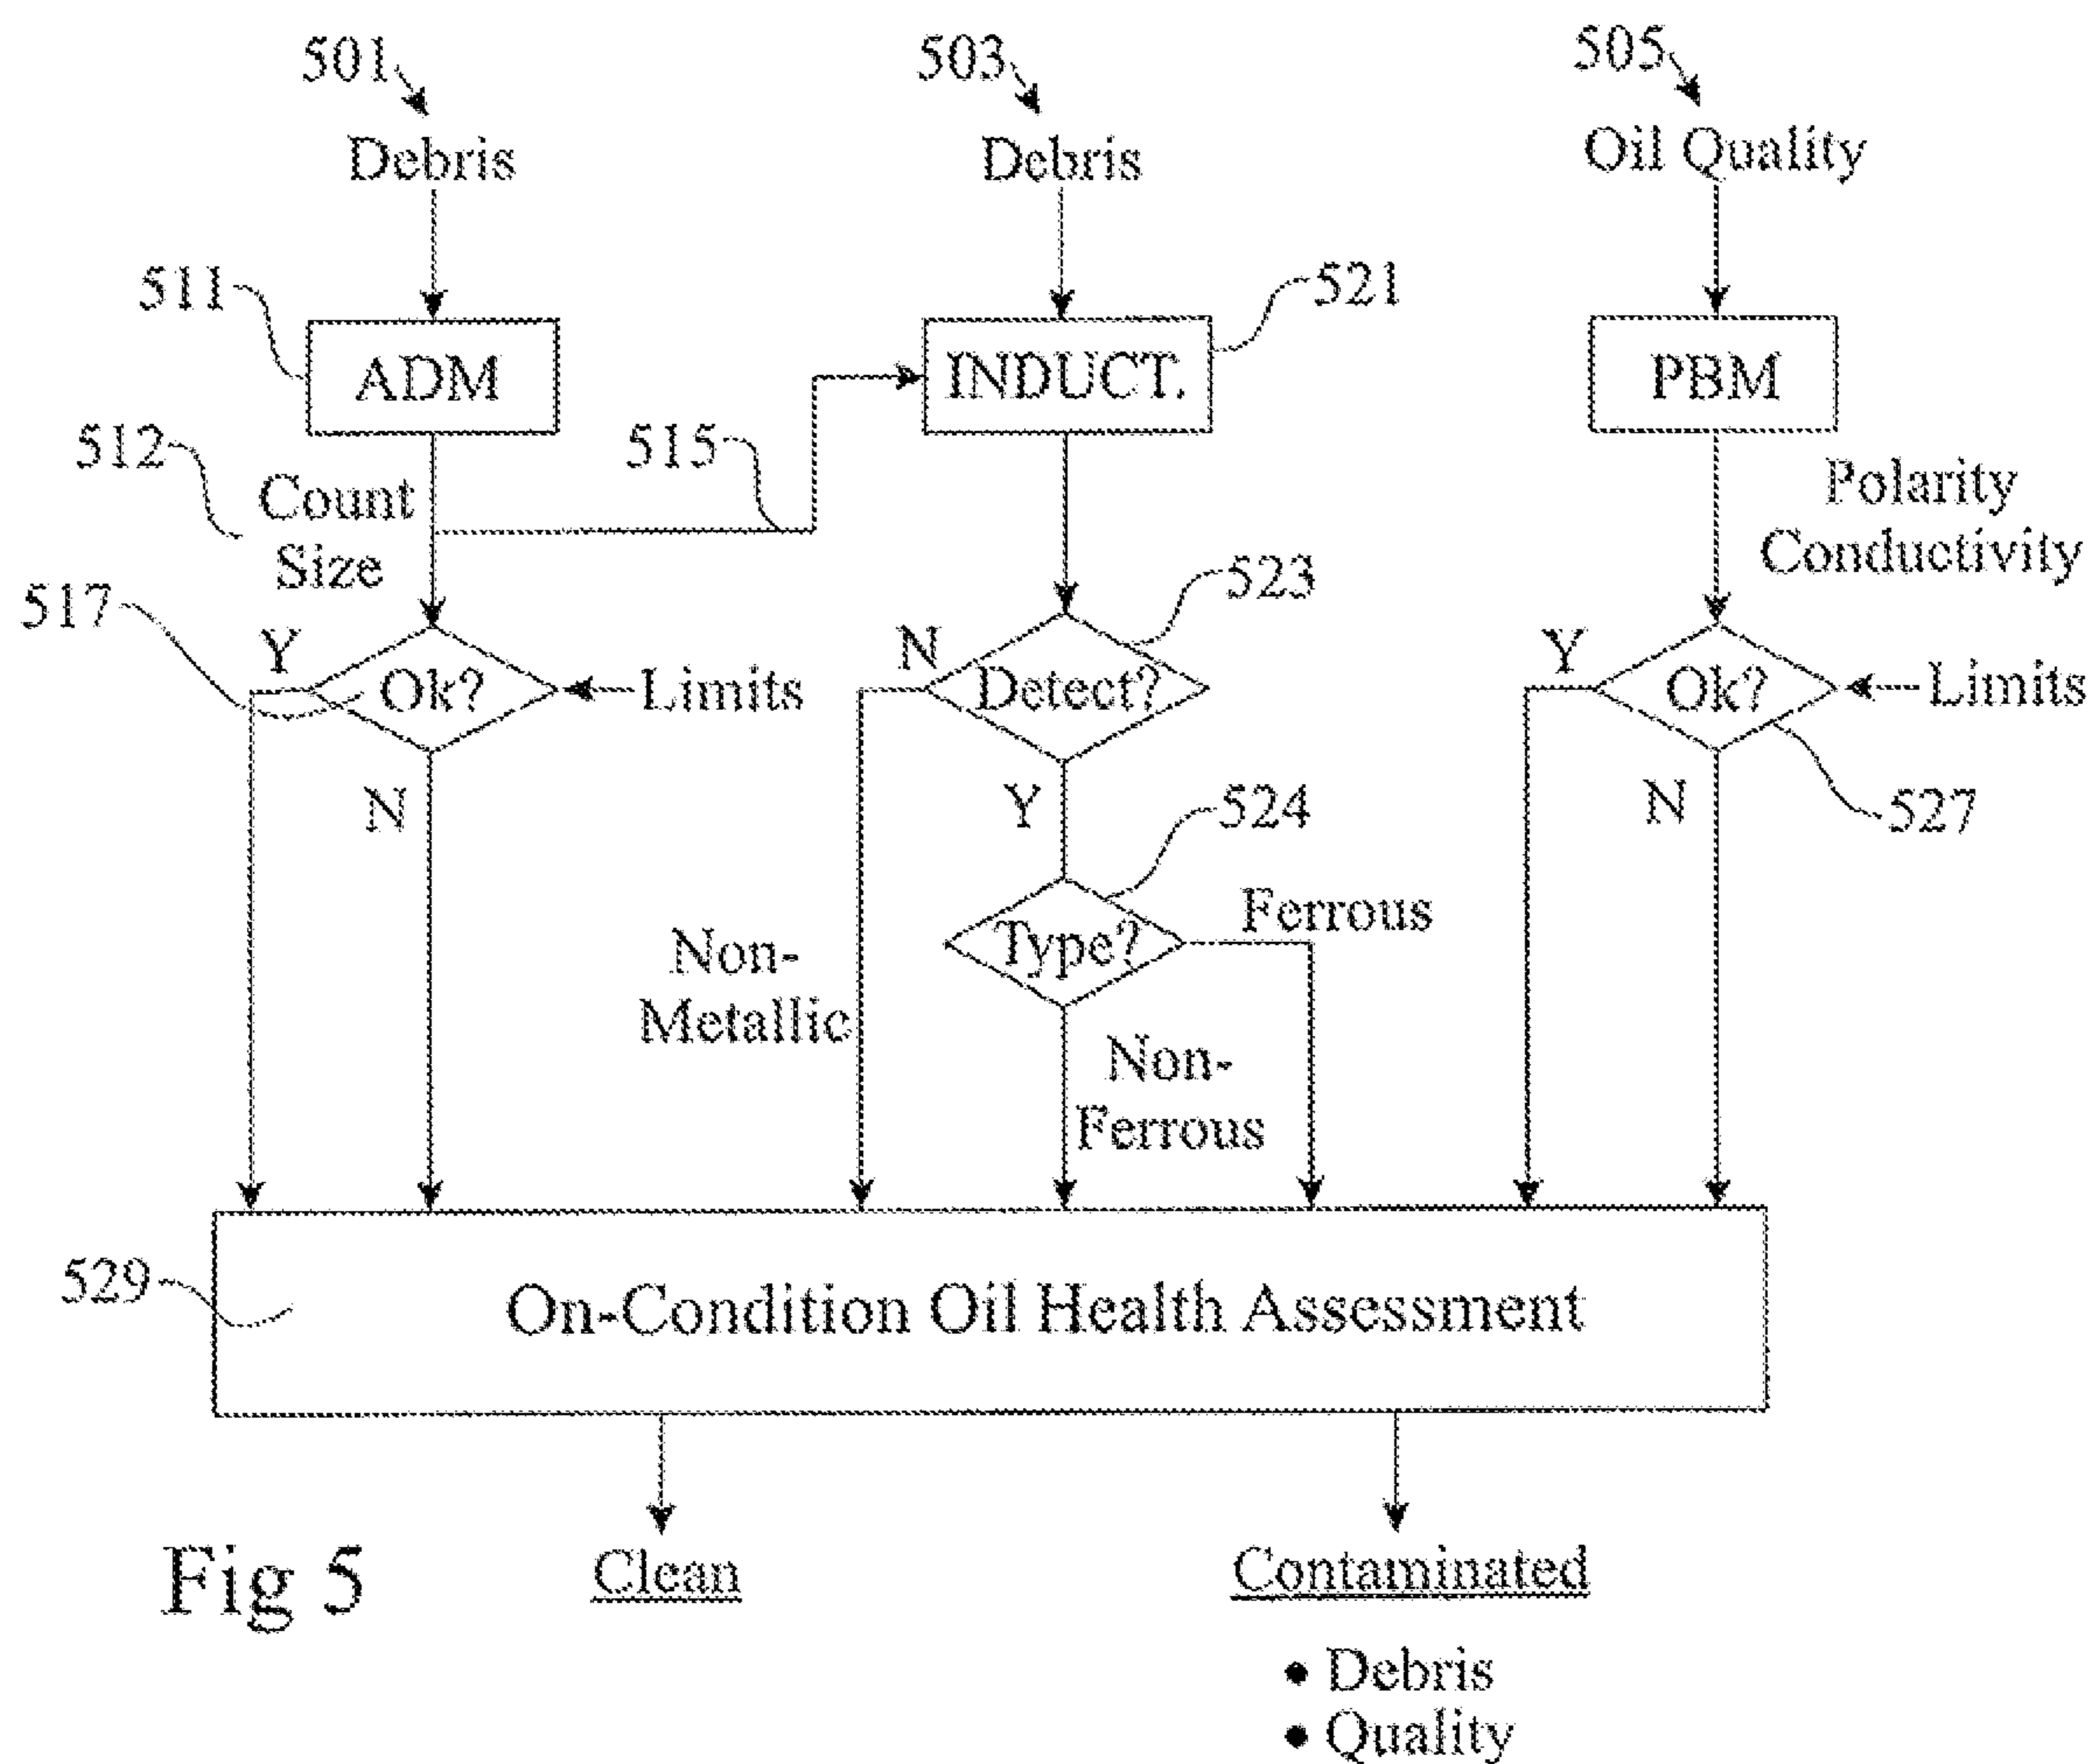 501
503
505
Debris
Debris
Oil Quality
511
521
ADM
INDUCT.
PBM
512
515
Count
Size
Polarity
Conductivity
517
523
Y
Ok?
Limits
N
Detect?
Y
Ok?
Limits
N
Y
524
N
527
Type?
Ferrous
Non-
Metallic
Non-
Ferrous
529
On-Condition Oil Health Assessment
Fig 5
Clean
Contaminated
• Debris
• Quality